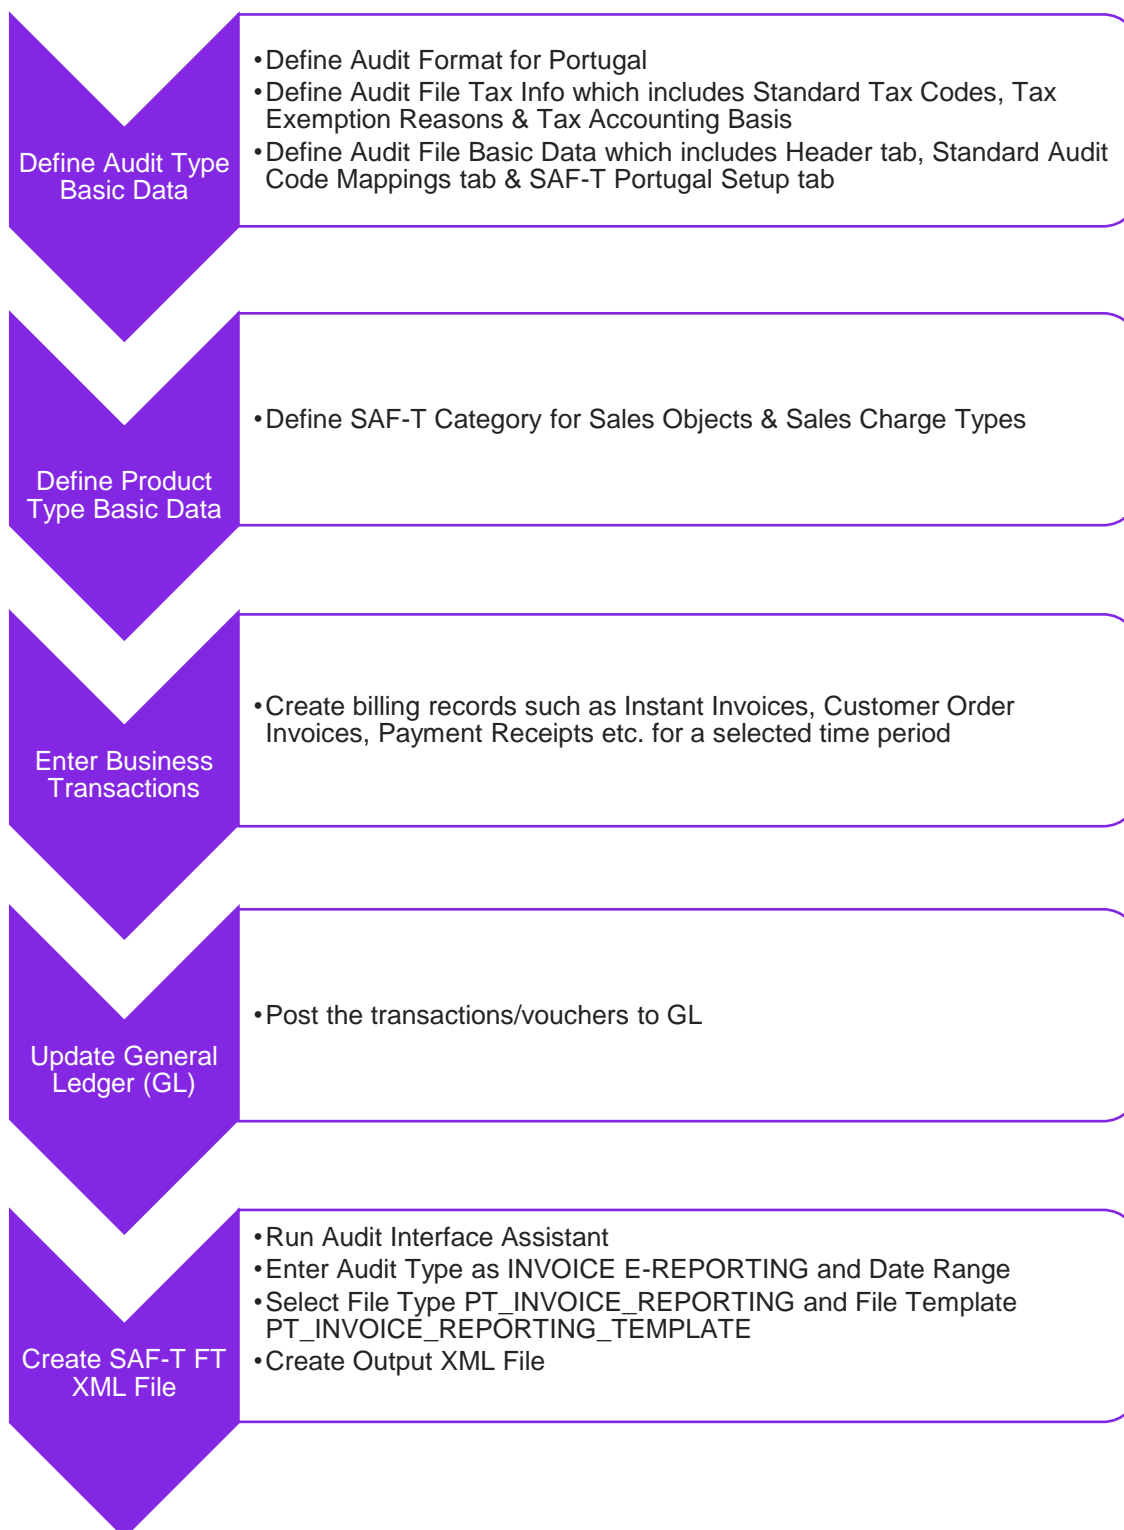 Define Audit Type
Basic Data
•Define Audit Format for Portugal
•Define Audit File Tax Info which includes Standard Tax Codes, Tax
Exemption Reasons & Tax Accounting Basis
•Define Audit File Basic Data which includes Header tab, Standard Audit
Code Mappings tab & SAF-T Portugal Setup tab
Define Product
Type Basic Data
•Define SAF-T Category for Sales Objects & Sales Charge Types
Enter Business
Transactions
•Create billing records such as Instant Invoices, Customer Order
Invoices, Payment Receipts etc. for a selected time period
Update General
Ledger (GL)
•Post the transactions/vouchers to GL
Create SAF-T FT
XML File
•Run Audit Interface Assistant
•Enter Audit Type as INVOICE E-REPORTING and Date Range
•Select File Type PT_INVOICE_REPORTING and File Template
PT_INVOICE_REPORTING_TEMPLATE
•Create Output XML File